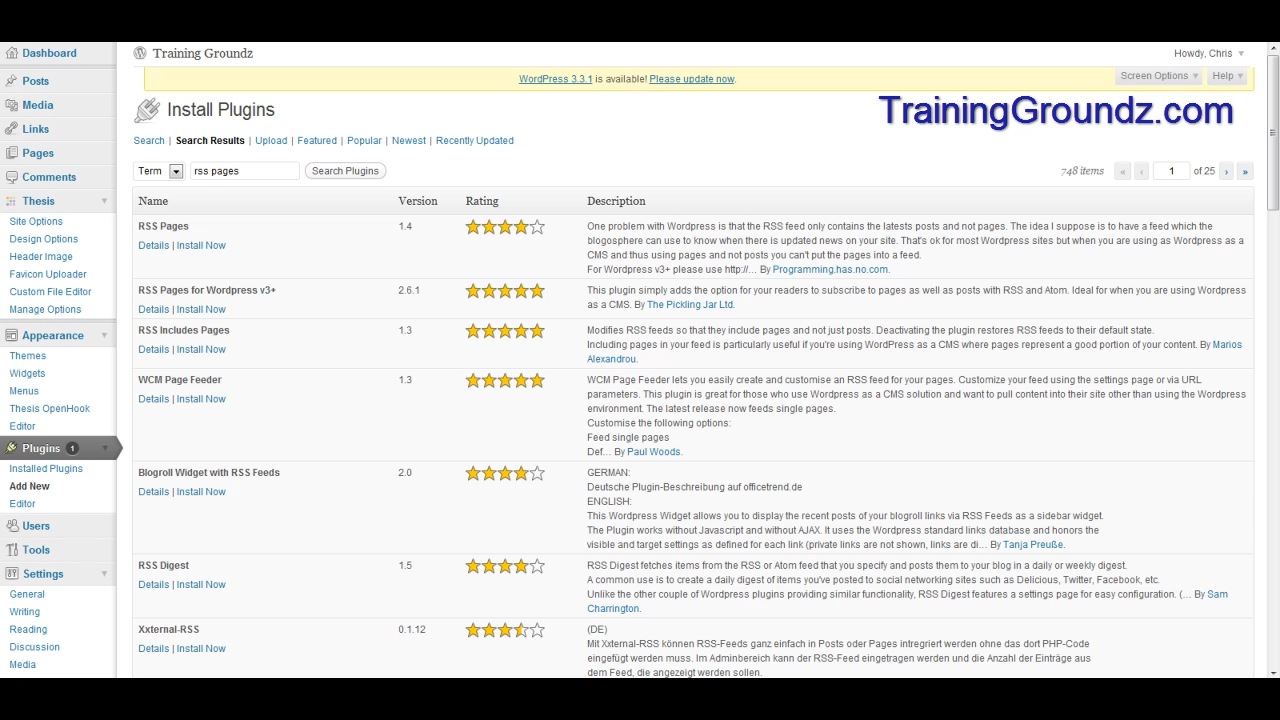 Dashboard
Posts
Media
Links
Pages
Comments
Thesis
Site Options
Design Options
Header Image
Favicon Uploader
Custom File Editor
Manage Options
Appearance
Themes
Widgets
Menus
Thesis OpenHook
Editor
Plugins 1
Installed Plugins
Add New
Editor
Users
Tools
Settings
General
Writing
Reading
Discussion
Media
Training Groundz
Howdy, Chris
WordPress 3.3.1 is available! Please update now.
Screen Options
Help
Install Plugins
TrainingGroundz.com
Search | Search Results | Upload | Featured | Popular | Newest | Recently Updated
Term rss pages Search Plugins 748 items « ‹ 1 of 25 › »
Name Version Rating Description
RSS Pages 1.4
Details | Install Now
One problem with Wordpress is that the RSS feed only contains the latests posts and not pages. The idea I suppose is to have a feed which the
blogosphere can use to know when there is updated news on your site. That's ok for most Wordpress sites but when you are using as Wordpress as a
CMS and thus using pages and not posts you can't put the pages into a feed.
For Wordpress v3+ please use http://... By Programming.has.no.com.
RSS Pages for Wordpress v3+ 2.6.1
Details | Install Now
This plugin simply adds the option for your readers to subscribe to pages as well as posts with RSS and Atom. Ideal for when you are using Wordpress
as a CMS. By The Pickling Jar Ltd.
RSS Includes Pages 1.3
Details | Install Now
Modifies RSS feeds so that they include pages and not just posts. Deactivating the plugin restores RSS feeds to their default state.
Including pages in your feed is particularly useful if you're using WordPress as a CMS where pages represent a good portion of your content. By Marios
Alexandrou.
WCM Page Feeder 1.3
Details | Install Now
WCM Page Feeder lets you easily create and customise an RSS feed for your pages. Customize your feed using the settings page or via URL
parameters. This plugin is great for those who use Wordpress as a CMS solution and want to pull content into their site other than using the Wordpress
environment. The latest release now feeds single pages.
Customise the following options:
Feed single pages
Def... By Paul Woods.
Blogroll Widget with RSS Feeds 2.0
Details | Install Now
GERMAN:
Deutsche Plugin-Beschreibung auf officetrend.de
ENGLISH:
This Wordpress Widget allows you to display the recent posts of your blogroll links via RSS Feeds as a sidebar widget.
The Plugin works without Javascript and without AJAX. It uses the Wordpress standard links database and honors the
visible and target settings as defined for each link (private links are not shown, links are di... By Tanja Preuße.
RSS Digest 1.5
Details | Install Now
RSS Digest fetches items from the RSS or Atom feed that you specify and posts them to your blog in a daily or weekly digest.
A common use is to create a daily digest of items you've posted to social networking sites such as Delicious, Twitter, Facebook, etc.
Unlike the other couple of Wordpress plugins providing similar functionality, RSS Digest features a settings page for easy configuration. (... By Sam
Charrington.
Xxternal-RSS 0.1.12
Details | Install Now
(DE)
Mit Xxternal-RSS können RSS-Feeds ganz einfach in Posts oder Pages intregriert werden ohne das dort PHP-Code
eingefügt werden muss. Im Adminbereich kann der RSS-Feed eingetragen werden und die Anzahl der Einträge aus
dem Feed, die angezeigt werden sollen.